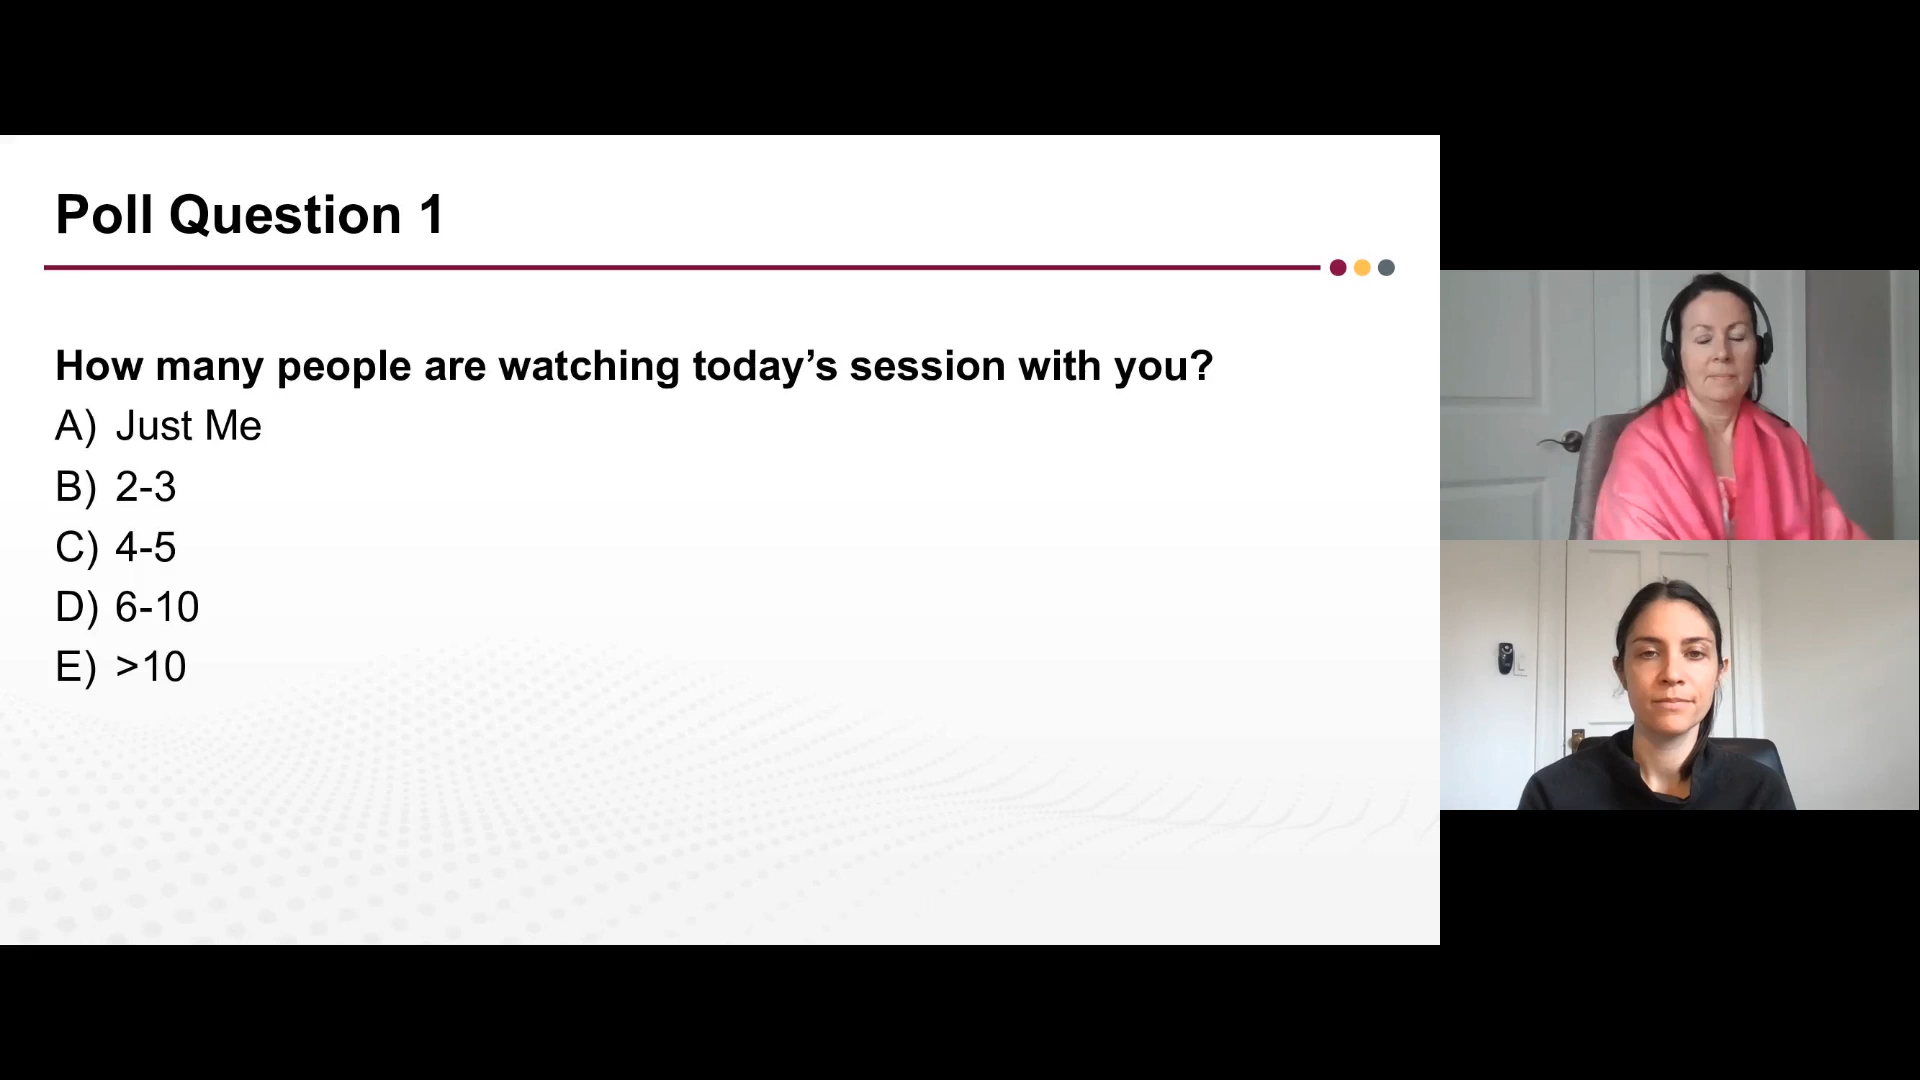 Poll Question 1
How many people are watching today’s session with you?
A) Just Me
B) 2-3
C) 4-5
D) 6-10
E) >10